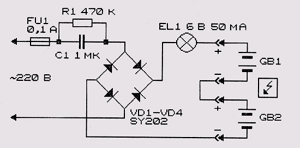 R1 470 К
FU1
0,1 А
C1 1 МК
EL1 6 В 50 МА
~220 В
VD1-VD4
SY202
GB1
GB2